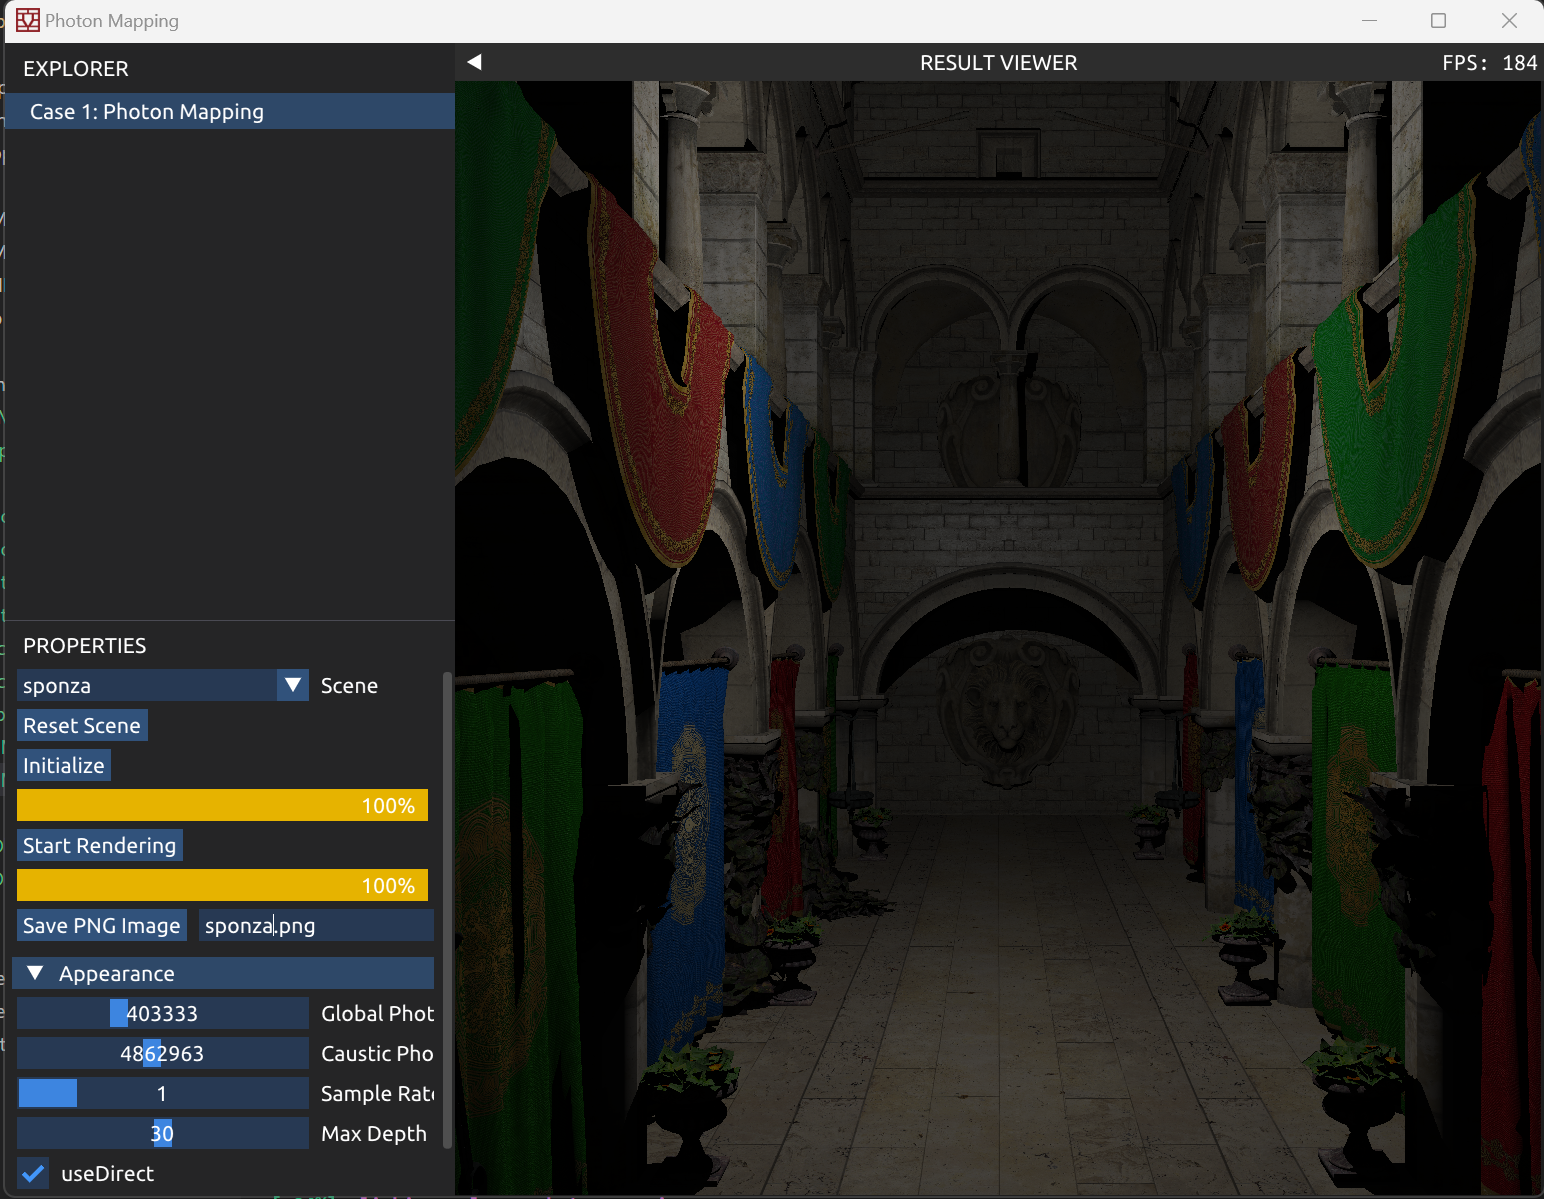 Photon Mapping
EXPLORER
Case 1: Photon Mapping
RESULT VIEWER
FPS: 184
PROPERTIES
sponza
Scene
Reset Scene
Initialize
100%
Start Rendering
100%
Save PNG Image
sponza.png
Appearance
403333
Global Phot
4862963
Caustic Pho
1
Sample Rat
30
Max Depth
useDirect